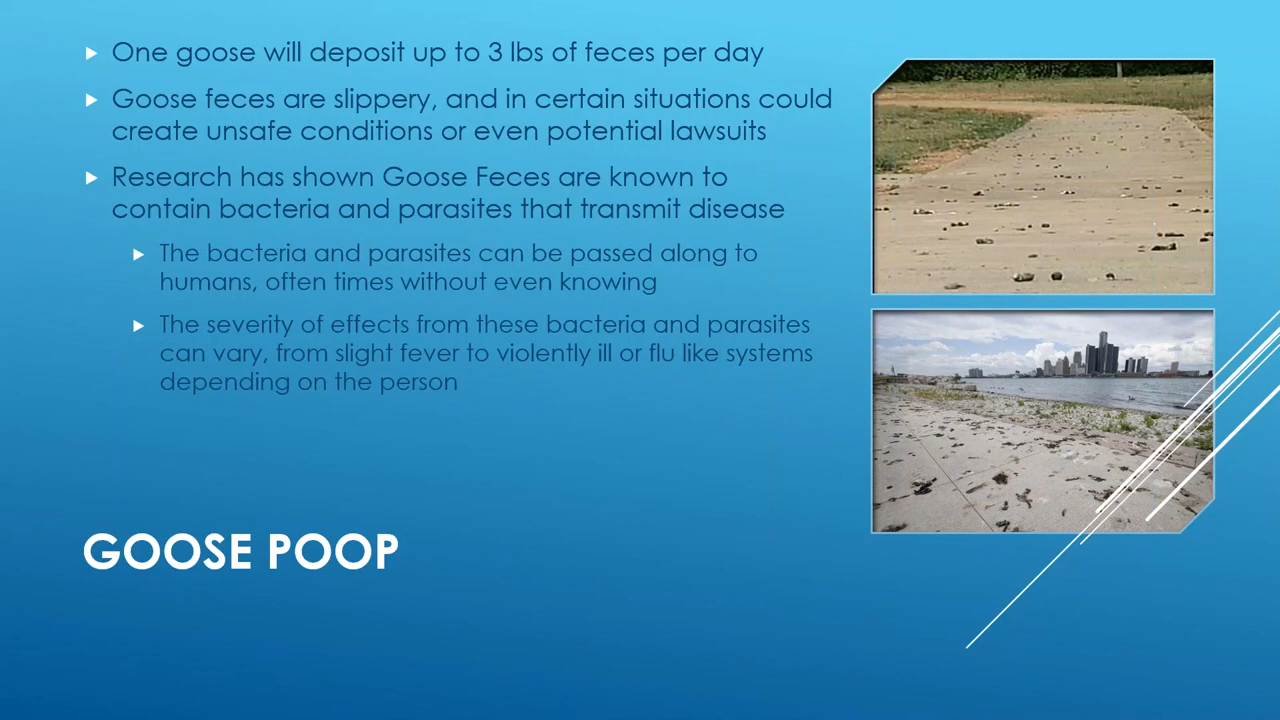 One goose will deposit up to 3 lbs of feces per day
Goose feces are slippery, and in certain situations could
create unsafe conditions or even potential lawsuits
Research has shown Goose Feces are known to
contain bacteria and parasites that transmit disease
The bacteria and parasites can be passed along to
humans, often times without even knowing
The severity of effects from these bacteria and parasites
can vary, from slight fever to violently ill or flu like systems
depending on the person
GOOSE POOP